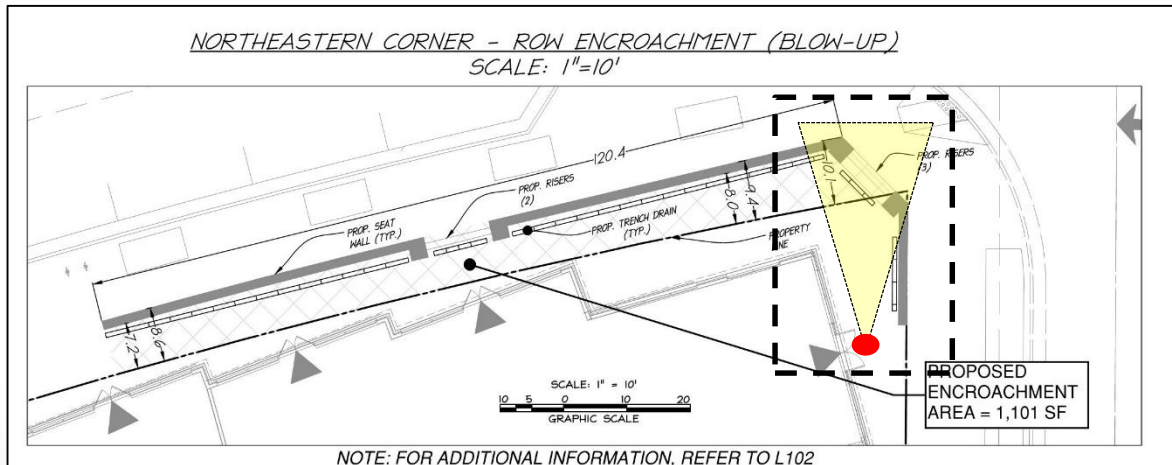 NORTHEASTERN CORNER - ROW ENCROACHMENT (BLOW-UP)
SCALE: 1"=10'
120.4
PROP. RISERS
(3)
10.1
9.4
8.0
PROP. RISERS
(2)
PROP. SEAT
WALL (TYP.)
PROP. TRENCH DRAIN
(TYP.)
PROPERTY
INE
8.6
7.2
SCALE: 1" = 10'
10 5 0 10 20
GRAPHIC SCALE
PROPOSED
ENCROACHMENT
AREA = 1,101 SF
NOTE: FOR ADDITIONAL INFORMATION, REFER TO L102